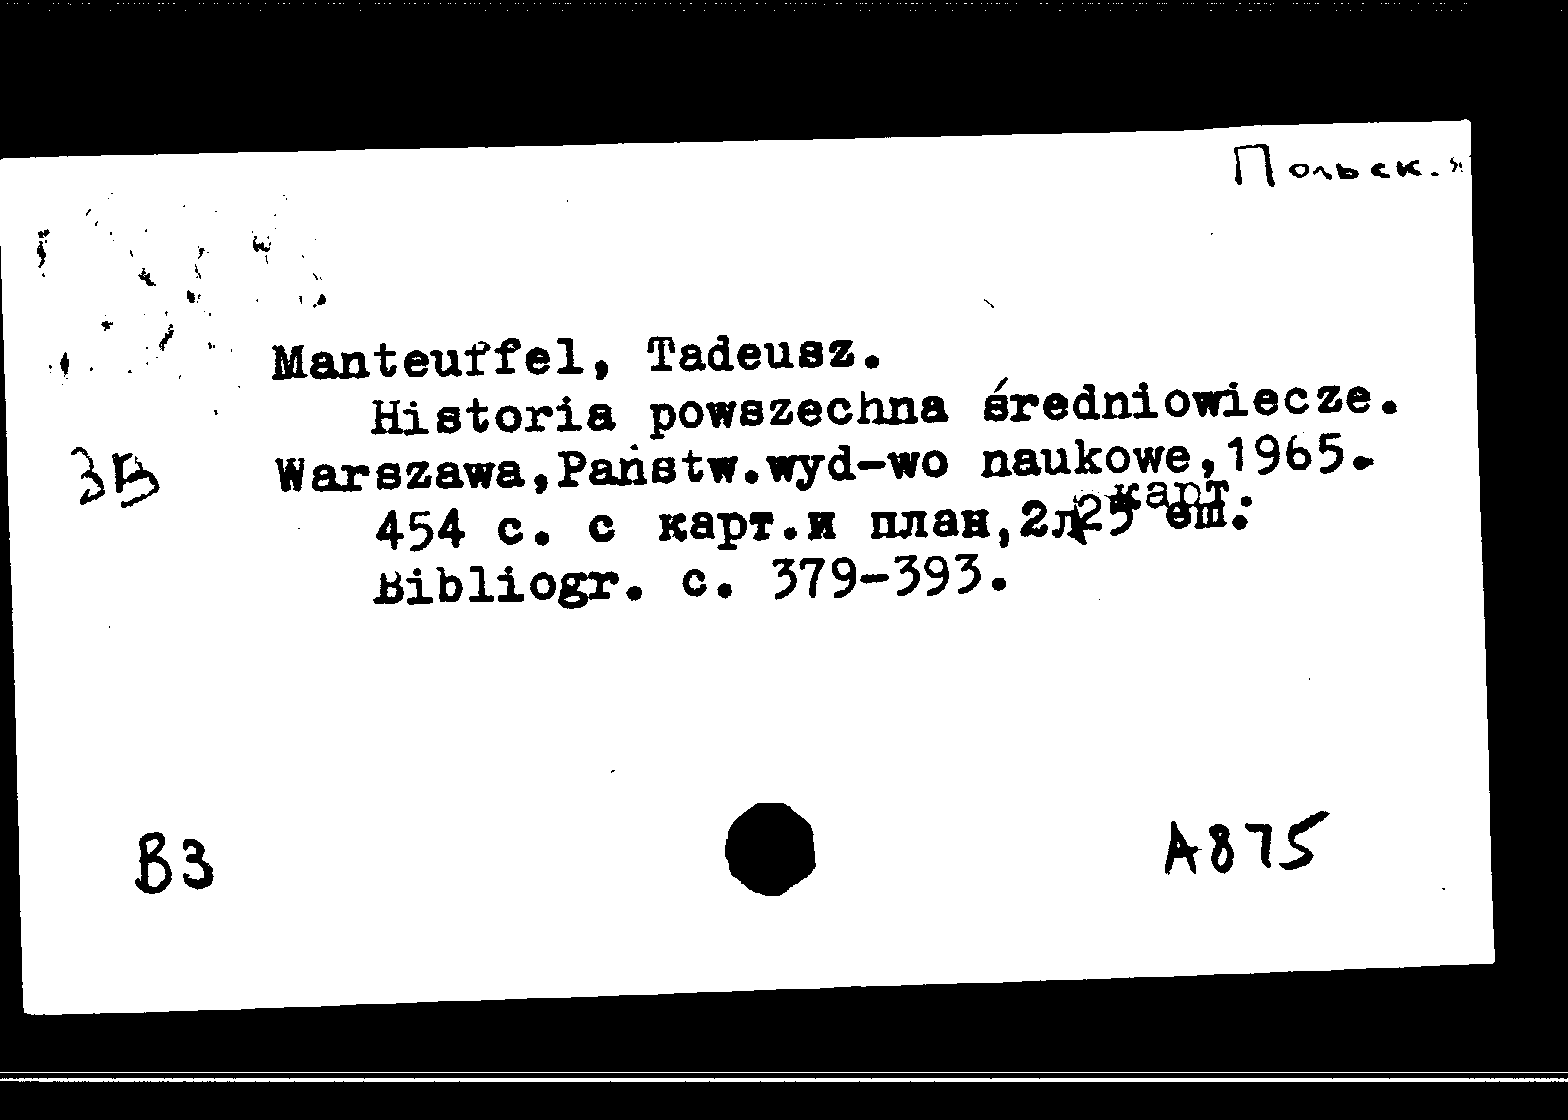 Польск. я
Manteuffel, Tadeusz.
Historia powszechna średniowiecze.
ЗВ
Warszawa,Państw.wyd-wo naukowe,1965.
454 с. с карт.и план,2л карт.
Bibliogr. с. 379-393.
В3
А875